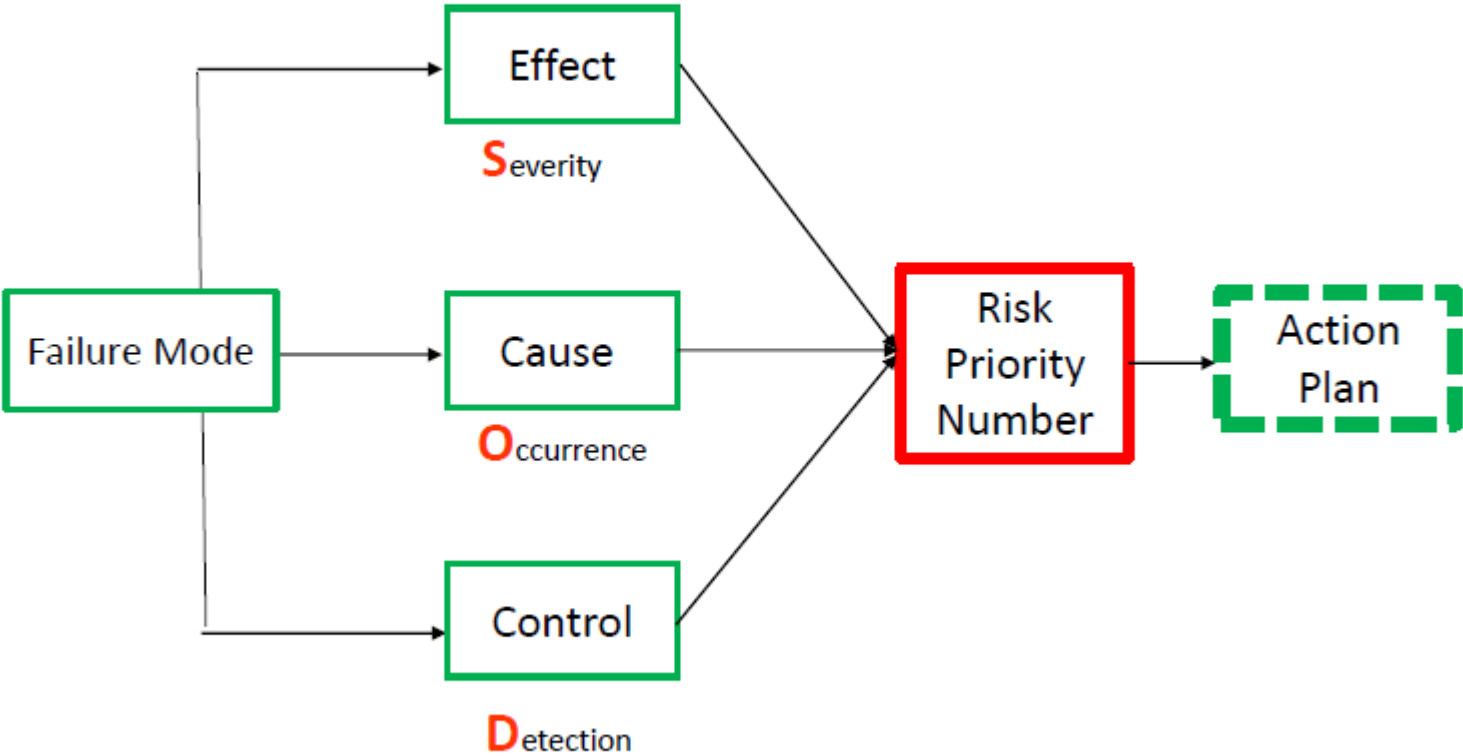 Effect
Severity
Failure Mode
Cause
Occurrence
Control
Detection
Risk
Priority
Number
Action
Plan